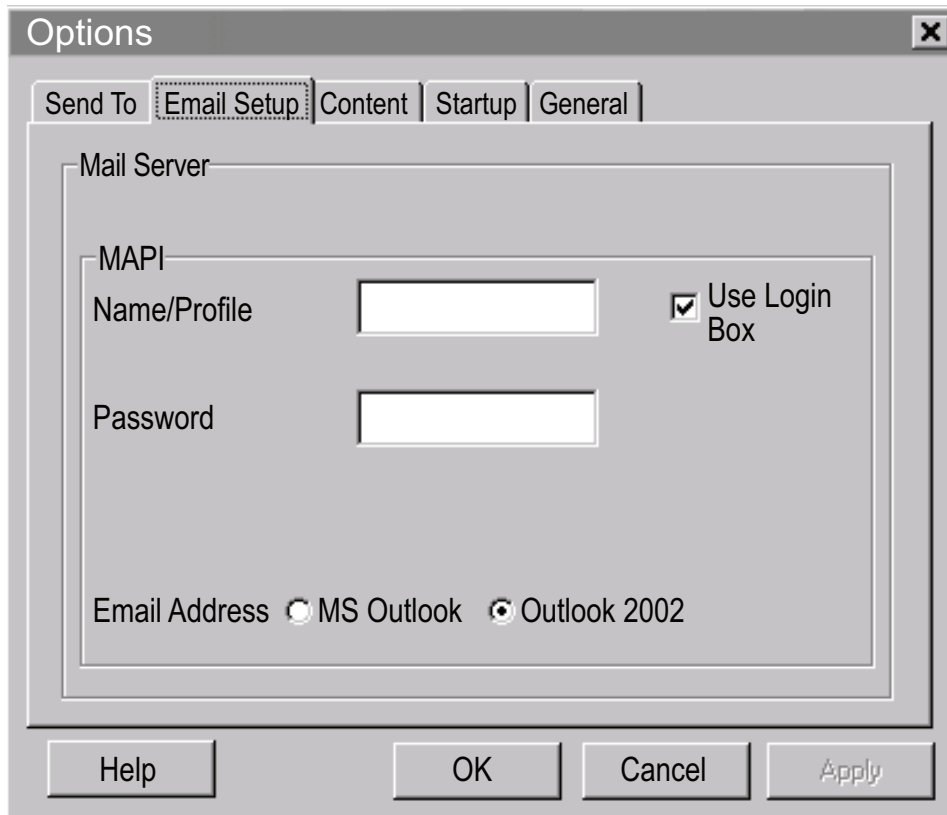 Options
Send To Email Setup Content Startup General
Mail Server
MAPI
Name/Profile
Use Login
Box
Password
Email Address MS Outlook Outlook 2002
Help OK Cancel Apply